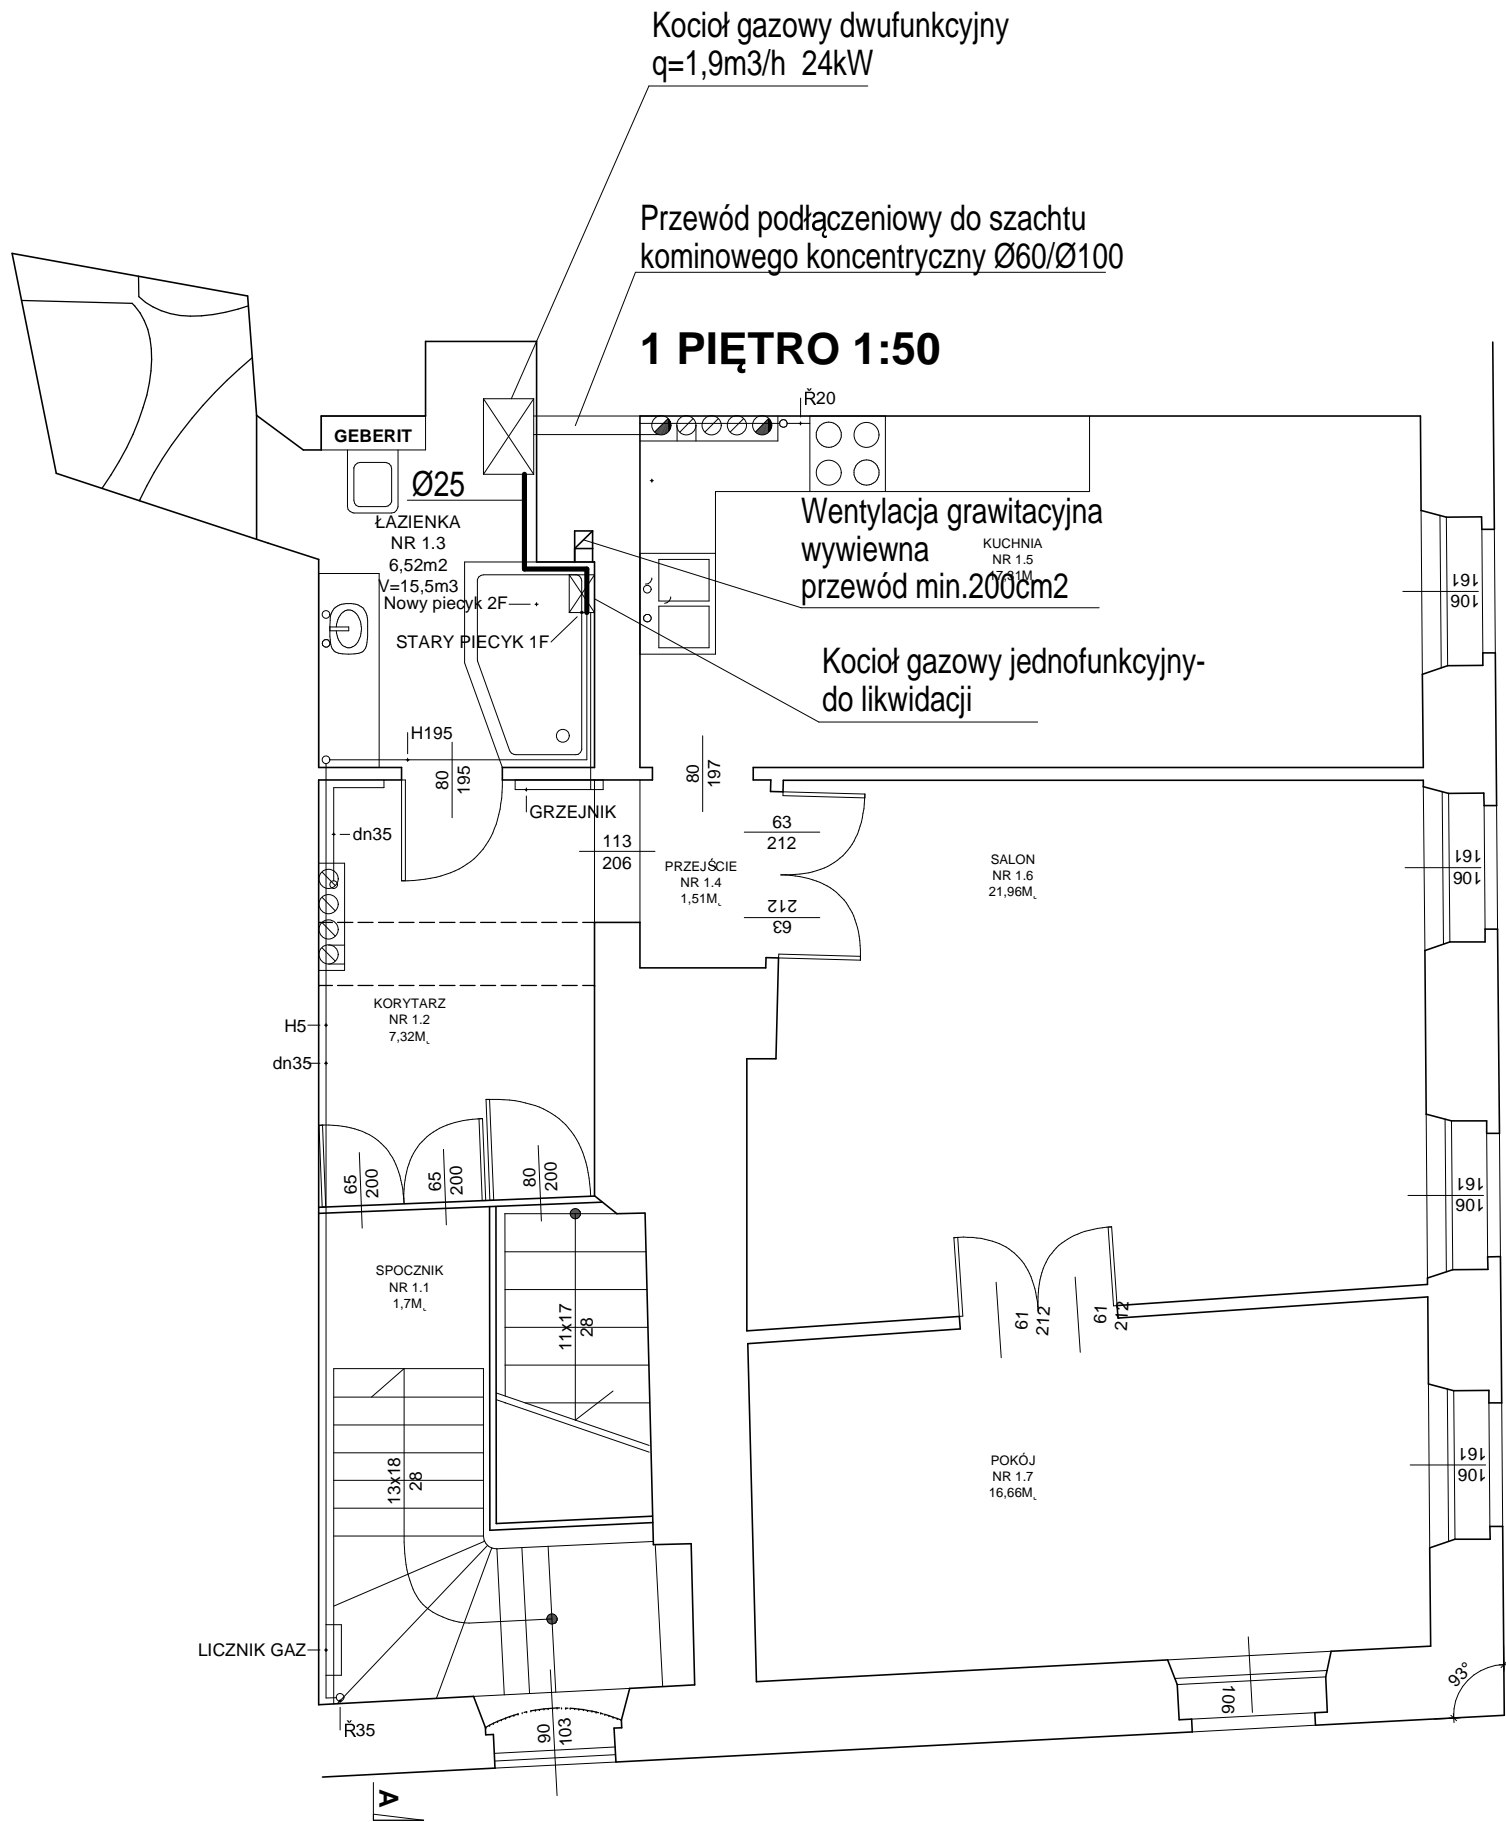 Kocioł gazowy dwufunkcyjny
q=1,9m3/h 24kW
Przewód podłączeniowy do szachtu
kominowego koncentryczny Ø60/Ø100
1 PIĘTRO 1:50
Ř20
GEBERIT
Ø25
ŁAZIENKA
NR 1.3
6,52m2
V=15,5m3
Nowy piecyk 2F
STARY PIECYK 1F
Wentylacja grawitacyjna
wywiewna
przewód min.200cm2
KUCHNIA
NR 1.5
17,31M
161
106
Kocioł gazowy jednofunkcyjny-
do likwidacji
H195
80
195
80
197
GRZEJNIK
dn35
113
206
63
212
PRZEJŚCIE
NR 1.4
1,51M
212
63
SALON
NR 1.6
21,96M
161
106
KORYTARZ
NR 1.2
7,32M
H5
dn35
65
200
65
200
80
200
161
106
SPOCZNIK
NR 1.1
1,7M
11x17
28
61
212
61
212
13x18
28
POKÓJ
NR 1.7
16,66M
161
106
LICZNIK GAZ
Ř35
90
103
106
93°
A